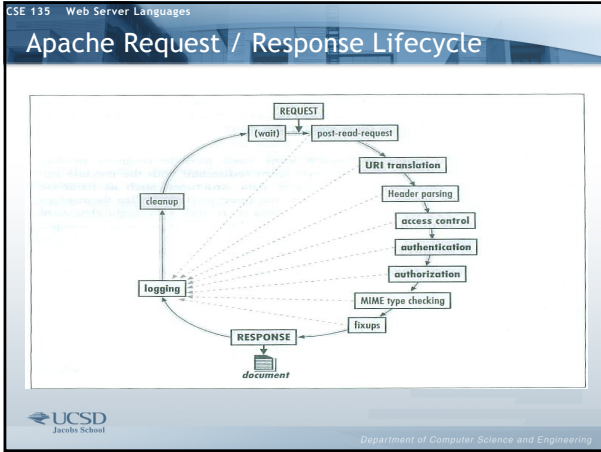 CSE 135 Web Server Languages
Apache Request / Response Lifecycle
REQUEST
(wait)
post-read-request
URI translation
Header parsing
cleanup
access control
authentication
authorization
logging
MIME type checking
fixups
RESPONSE
document
UCSD
Jacobs School
Department of Computer Science and Engineering